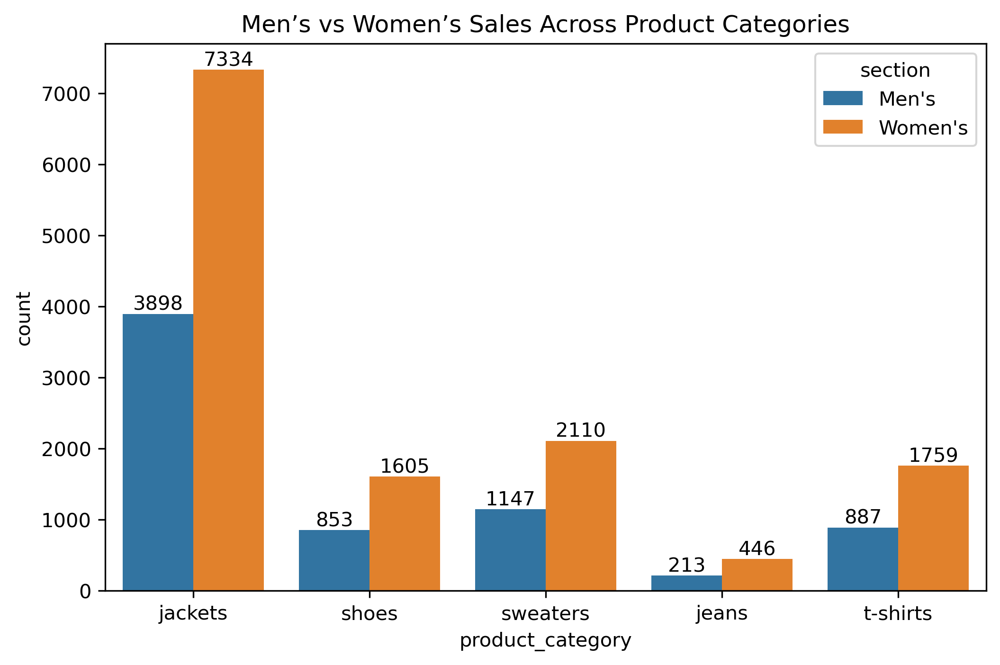 Men’s vs Women’s Sales Across Product Categories
section
Men's
Women's
count
7000
6000
5000
4000
3000
2000
1000
0
3898
7334
853
1605
1147
2110
213
446
887
1759
jackets
shoes
sweaters
jeans
t-shirts
product_category